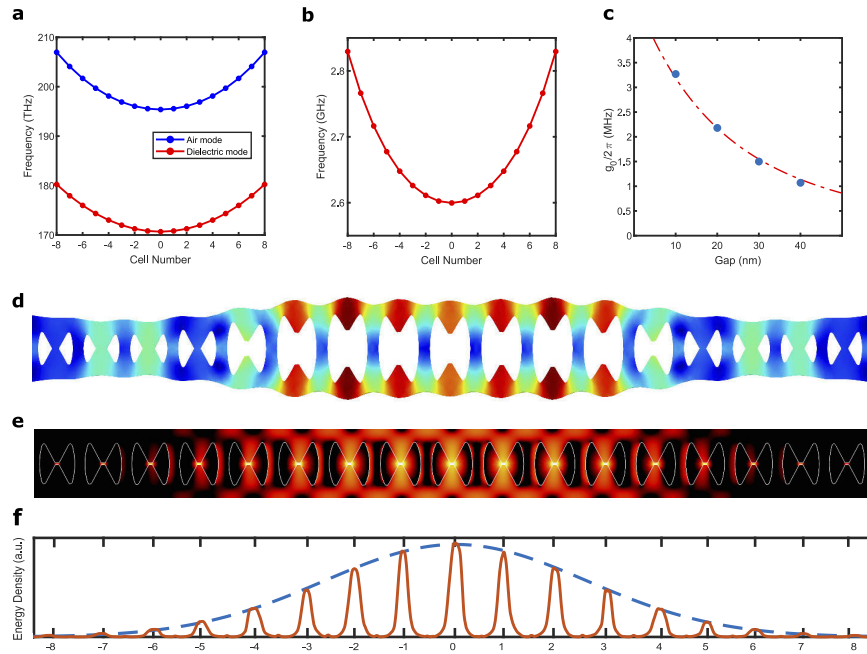 a
210
200
190
180
170
Frequency (THz)
Air mode
Dielectric mode
-8 -6 -4 -2 0 2 4 6 8
Cell Number
b
2.8
2.7
2.6
Frequency (GHz)
-8 -6 -4 -2 0 2 4 6 8
Cell Number
c
4
3.5
3
2.5
2
1.5
1
0.5
0
g₀/2π (MHz)
10 20 30 40
Gap (nm)
d
e
f
Energy Density (a.u.)
-8 -7 -6 -5 -4 -3 -2 -1 0 1 2 3 4 5 6 7 8